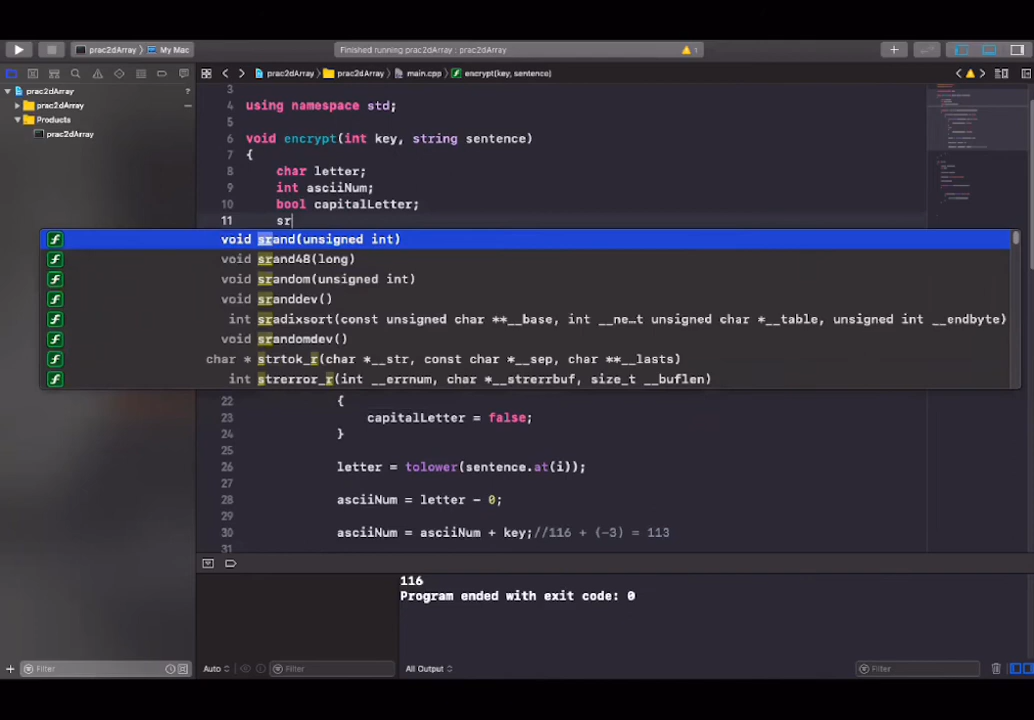 prac2dArray 〉 My Mac
Finished running prac2dArray : prac2dArray
1
prac2dArray 〉 prac2dArray 〉 main.cpp 〉 encrypt(key, sentence)
prac2dArray ?
prac2dArray
Products
prac2dArray
3
4 using namespace std;
5
6 void encrypt(int key, string sentence)
7 {
8 char letter;
9 int asciiNum;
10 bool capitalLetter;
11 sr
void srand(unsigned int)
void srand48(long)
void srandom(unsigned int)
void sranddev()
int sradixsort(const unsigned char **__base, int __ne…t unsigned char *__table, unsigned int __endbyte)
void srandomdev()
char * strtok_r(char *__str, const char *__sep, char **__lasts)
int strerror_r(int __errnum, char *__strerrbuf, size_t __buflen)
22 {
23 capitalLetter = false;
24 }
25
26 letter = tolower(sentence.at(i));
27
28 asciiNum = letter - 0;
29
30 asciiNum = asciiNum + key;//116 + (-3) = 113
31
116
Program ended with exit code: 0
Filter
Auto
Filter
All Output
Filter